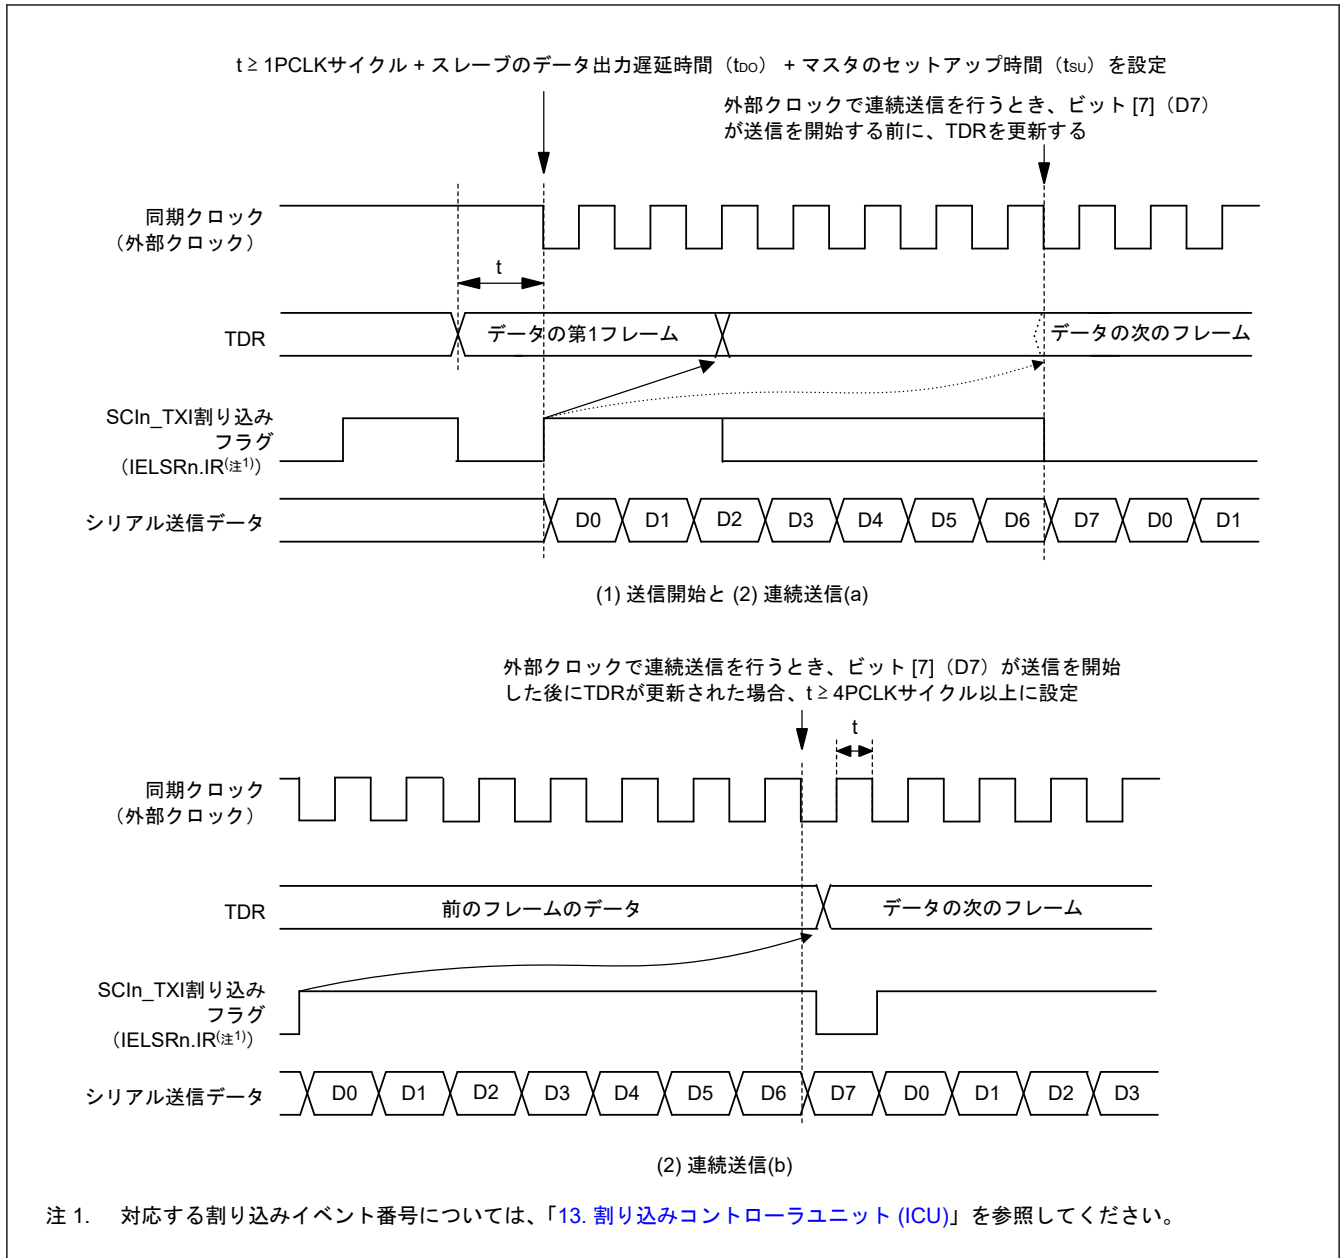 t ≥ 1PCLKサイクル + スレーブのデータ出力遅延時間（tDO） + マスタのセットアップ時間（tSU）を設定
外部クロックで連続送信を行うとき、ビット [7]（D7）
が送信を開始する前に、TDRを更新する
同期クロック
（外部クロック）
t
TDR
データの第1フレーム
データの次のフレーム
SCIn_TXI割り込み
フラグ
（IELSRn.IR(注1)）
シリアル送信データ
D0 D1 D2 D3 D4 D5 D6 D7 D0 D1
(1) 送信開始と (2) 連続送信(a)
外部クロックで連続送信を行うとき、ビット [7]（D7）が送信を開始
した後にTDRが更新された場合、t ≥ 4PCLKサイクル以上に設定
t
同期クロック
（外部クロック）
TDR
前のフレームのデータ
データの次のフレーム
SCIn_TXI割り込み
フラグ
（IELSRn.IR(注1)）
シリアル送信データ
D0 D1 D2 D3 D4 D5 D6 D7 D0 D1 D2 D3
(2) 連続送信(b)
注 1. 対応する割り込みイベント番号については、「13. 割り込みコントローラユニット (ICU)」を参照してください。